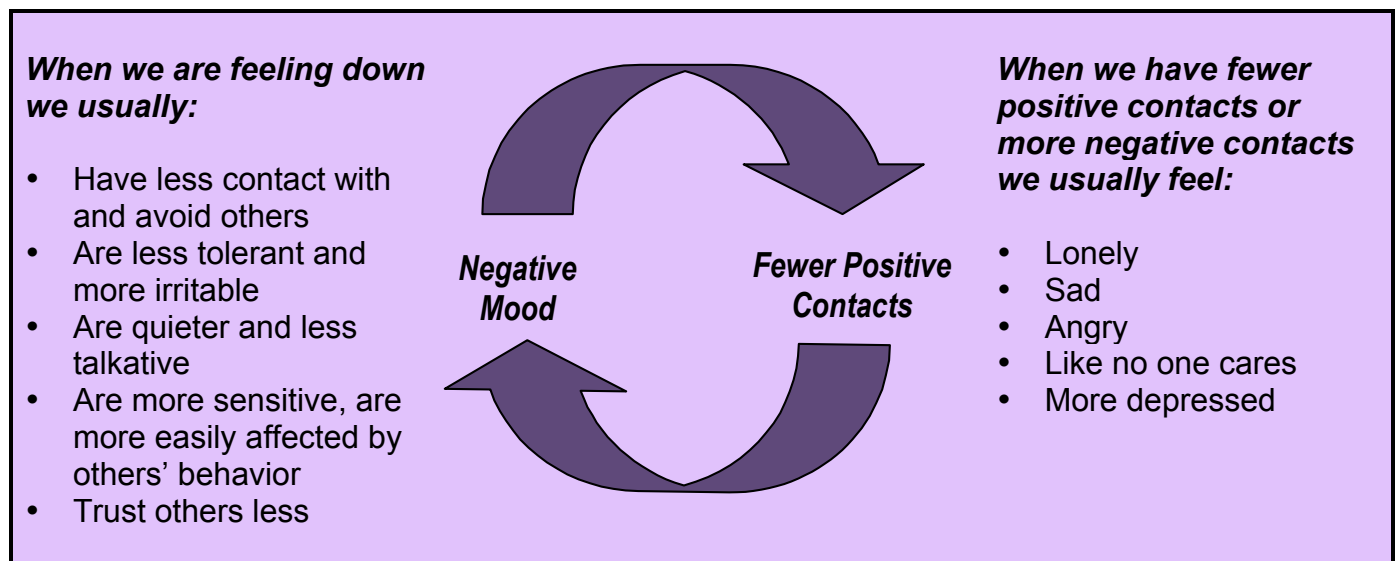 When we are feeling down
we usually:
• Have less contact with
and avoid others
• Are less tolerant and
more irritable
• Are quieter and less
talkative
• Are more sensitive, are
more easily affected by
others’ behavior
• Trust others less
Negative
Mood
Fewer Positive
Contacts
When we have fewer
positive contacts or
more negative contacts
we usually feel:
• Lonely
• Sad
• Angry
• Like no one cares
• More depressed